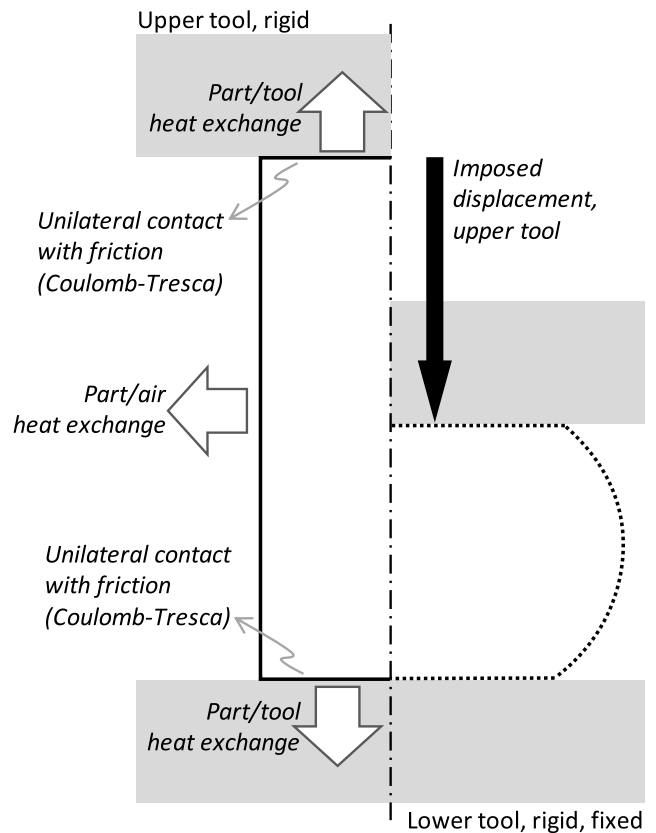 Upper tool, rigid
Part/tool
heat exchange
Imposed
displacement,
upper tool
Unilateral contact
with friction
(Coulomb-Tresca)
Part/air
heat exchange
Unilateral contact
with friction
(Coulomb-Tresca)
Part/tool
heat exchange
Lower tool, rigid, fixed